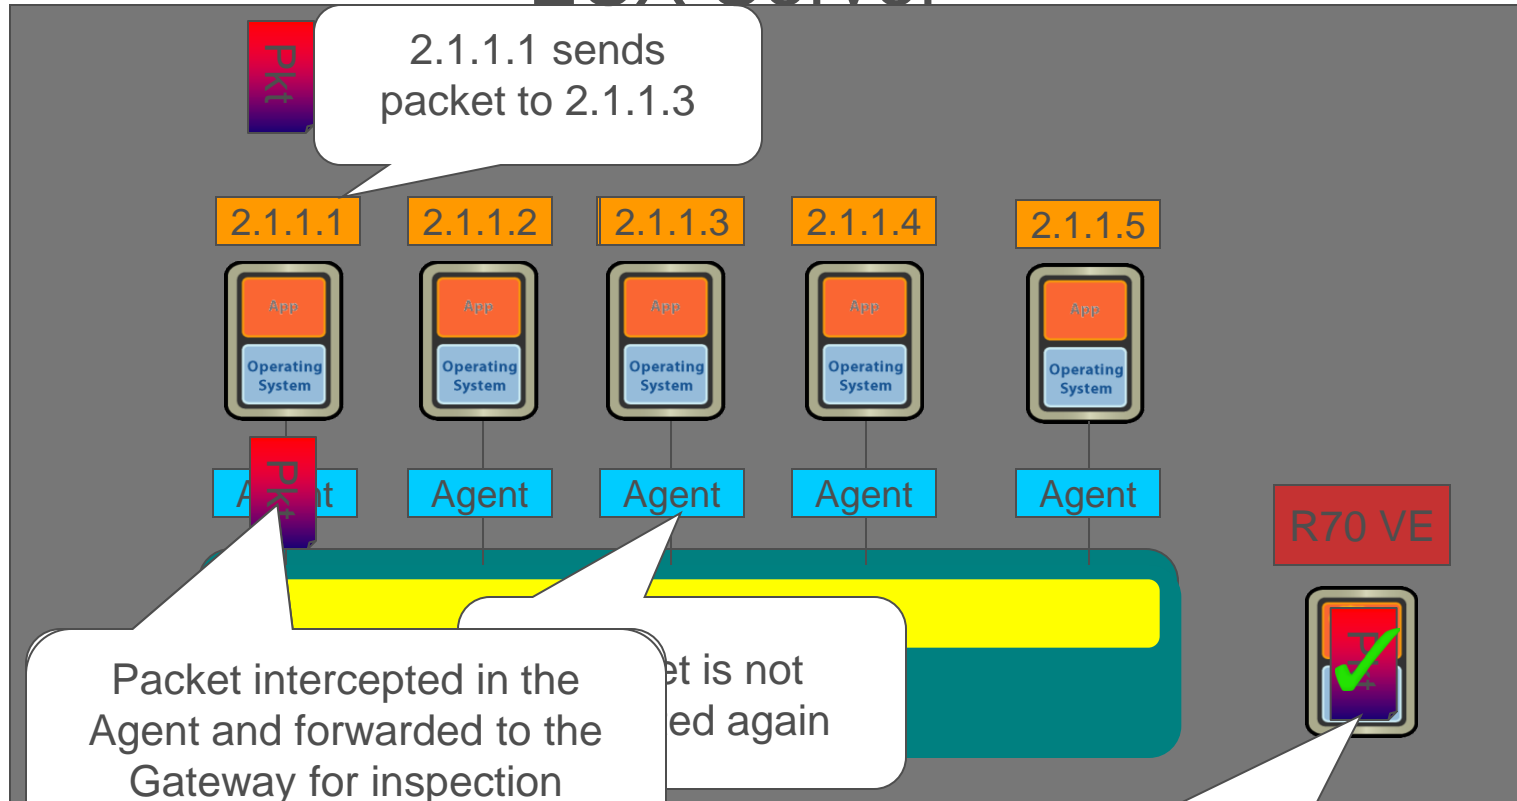 Server
Pkt
2.1.1.1 sends
packet to 2.1.1.3
2.1.1.1
2.1.1.2
2.1.1.3
2.1.1.4
2.1.1.5
App
App
App
App
App
Operating
System
Operating
System
Operating
System
Operating
System
Operating
System
Pkt
Agent
Agent
Agent
Agent
R70 VE
Packet intercepted in the
Agent and forwarded to the
Gateway for inspection
is not
again